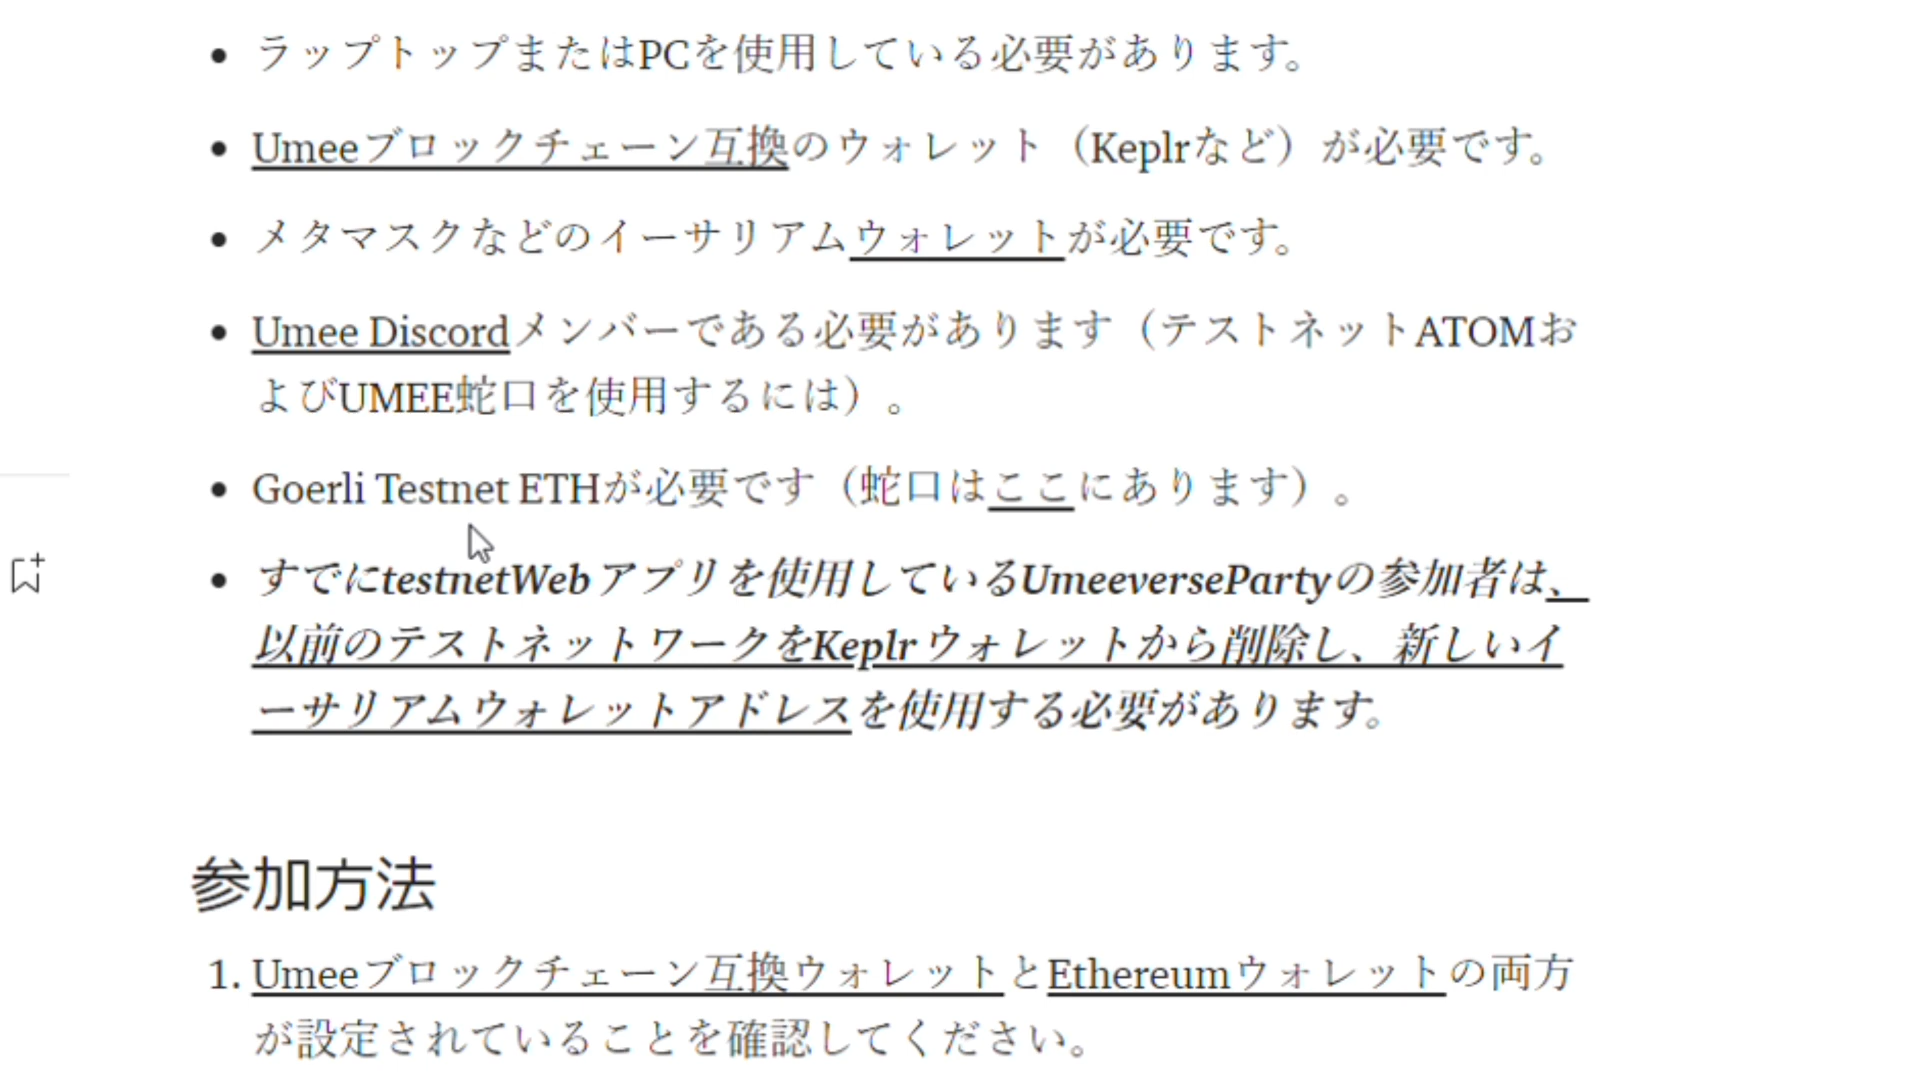 • ラップトップまたはPCを使用している必要があります。
• Umeeブロックチェーン互換のウォレット（Keplrなど）が必要です。
• メタマスクなどのイーサリアムウォレットが必要です。
• Umee Discordメンバーである必要があります（テストネットATOMお
よびUMEE蛇口を使用するには）。
• Goerli Testnet ETHが必要です（蛇口はここにあります）。
• すでにtestnetWebアプリを使用しているUmeeversePartyの参加者は、
以前のテストネットワークをKeplrウォレットから削除し、新しいイ
ーサリアムウォレットアドレスを使用する必要があります。
参加方法
1. Umeeブロックチェーン互換ウォレットとEthereumウォレットの両方
が設定されていることを確認してください。